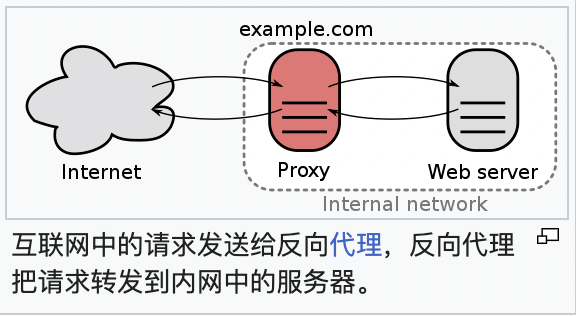 example.com
Internet
Proxy
Web server
Internal network
互联网中的请求发送给反向代理，反向代理
把请求转发到内网中的服务器。